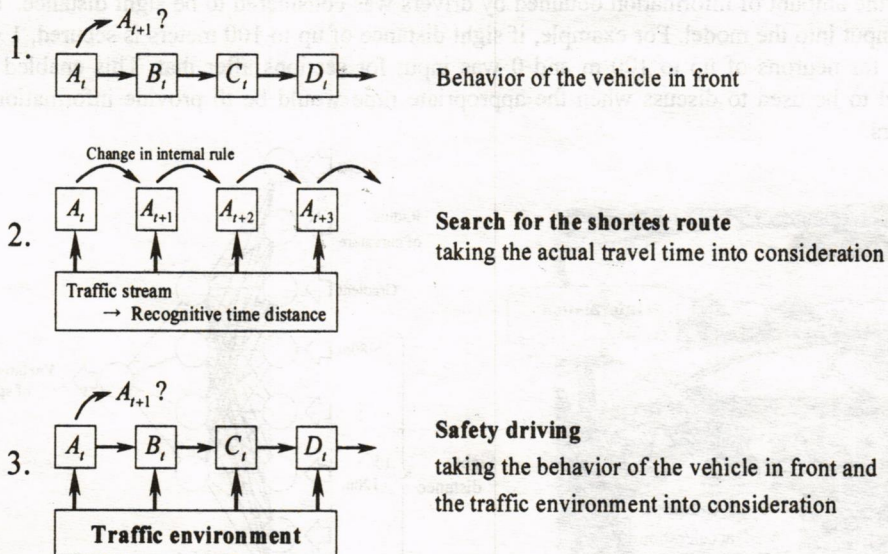 1.
A_{t+1} ?
A_t B_t C_t D_t
Behavior of the vehicle in front
Change in internal rule
2.
A_t A_{t+1} A_{t+2} A_{t+3}
Search for the shortest route
taking the actual travel time into consideration
Traffic stream
→ Recognitive time distance
3.
A_{t+1} ?
A_t B_t C_t D_t
Safety driving
taking the behavior of the vehicle in front and
the traffic environment into consideration
Traffic environment